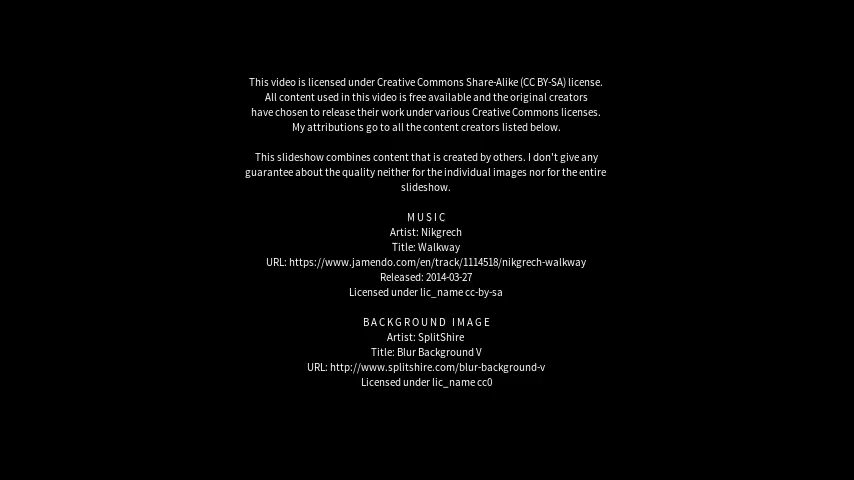 This video is licensed under Creative Commons Share-Alike (CC BY-SA) license.
All content used in this video is free available and the original creators
have chosen to release their work under various Creative Commons licenses.
My attributions go to all the content creators listed below.
This slideshow combines content that is created by others. I don't give any
guarantee about the quality neither for the individual images nor for the entire
slideshow.
MUSIC
Artist: Nikgrech
Title: Walkway
URL: https://www.jamendo.com/en/track/1114518/nikgrech-walkway
Released: 2014-03-27
Licensed under lic_name cc-by-sa
BACKGROUND IMAGE
Artist: SplitShire
Title: Blur Background V
URL: http://www.splitshire.com/blur-background-v
Licensed under lic_name cc0